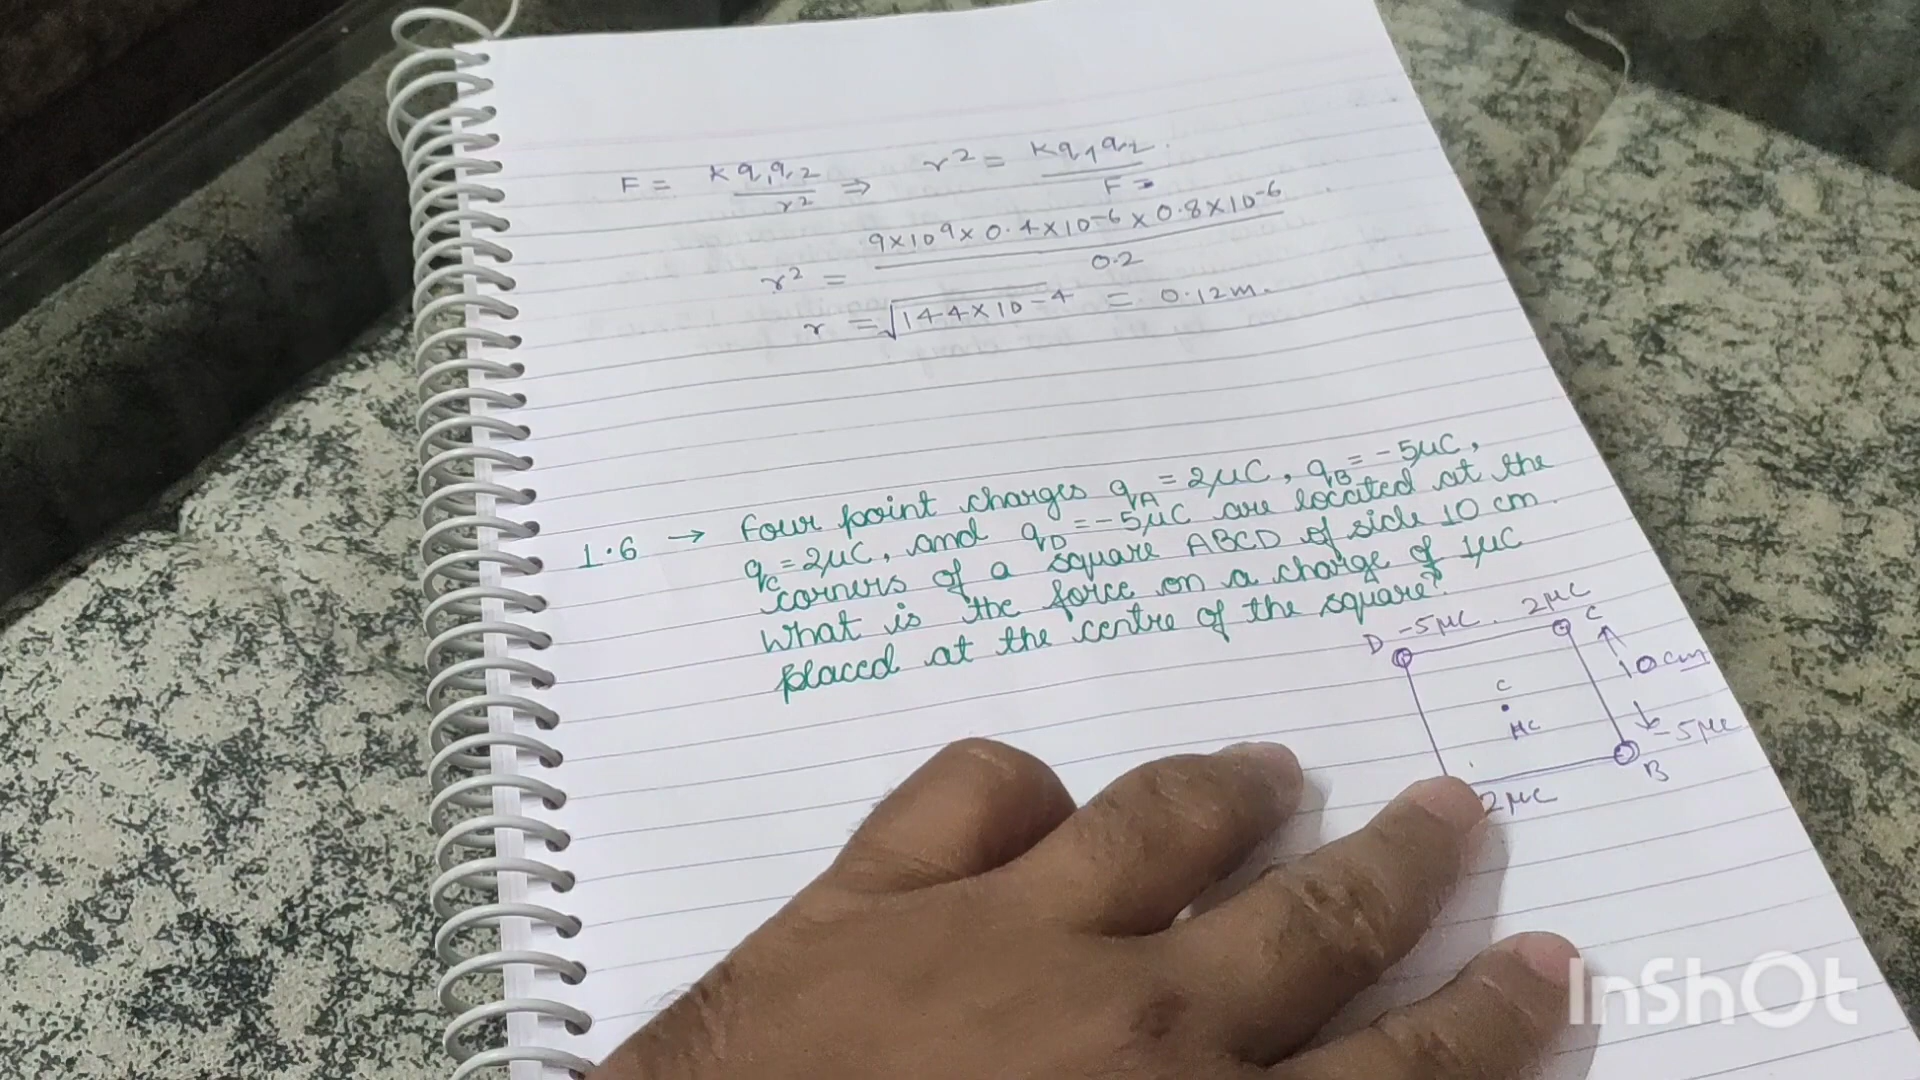 F = Kq₁q₂/r² ⇒ r² = Kq₁q₂/F
r² = 9×10⁹×0.4×10⁻⁶×0.8×10⁻⁶/0.2
r = √144×10⁻⁴ = 0.12m.
1.6 → Four point charges q_A = 2μC, q_B = -5μC,
q_C = 2μC, and q_D = -5μC are located at the
corners of a square ABCD of side 10 cm.
What is the force on a charge of 1μC
placed at the centre of the square?
D -5μC. 2μC C
10cm
C
μC
-5μC
B
2μC
InShOt